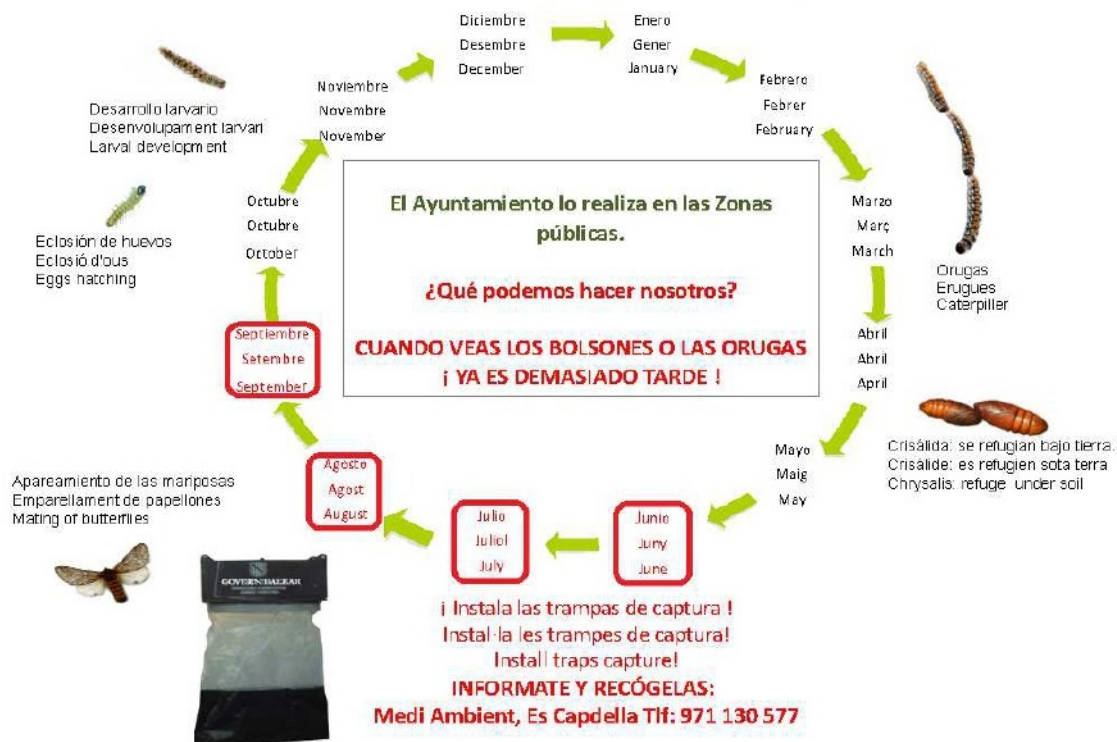 Diciembre
Desembre
December
Enero
Gener
January
Febrero
Febrer
February
Marzo
Març
March
Abril
Abril
April
Mayo
Maig
May
Junio
Juny
June
Julio
Juliol
July
Agosto
Agost
August
Septiembre
Setembre
September
Octubre
Octubre
October
Noviembre
Novembre
November
Desarrollo larvario
Desenvolupament larvari
Larval development
Eclosión de huevos
Eclosió d'ous
Eggs hatching
Orugas
Erugues
Caterpiller
Crisálida: se refugian bajo tierra.
Crisàlide: es refugien sota terra
Chrysalis: refuge under soil
Apareamiento de las mariposas
Emparellament de papellones
Mating of butterflies
El Ayuntamiento lo realiza en las Zonas
públicas.
¿Qué podemos hacer nosotros?
CUANDO VEAS LOS BOLSONES O LAS ORUGAS
¡ YA ES DEMASIADO TARDE !
GOVERN BALEAR
¡ Instala las trampas de captura !
Instal·la les trampes de captura!
Install traps capture!
INFORMATE Y RECÓGELAS:
Medi Ambient, Es Capdella Tlf: 971 130 577